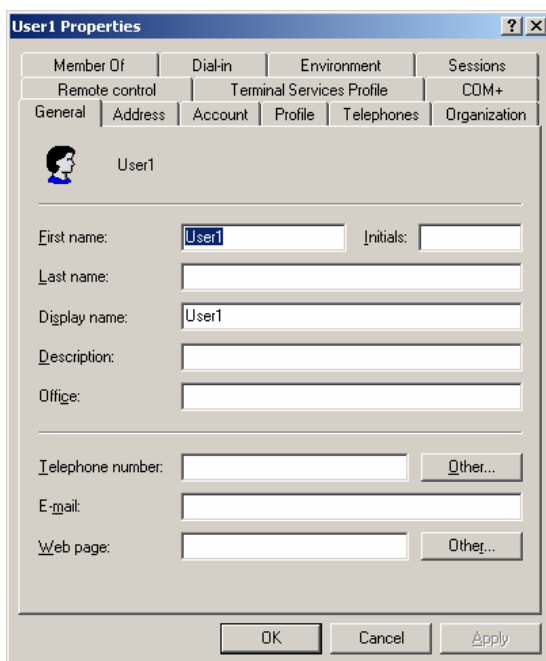 User1 Properties ? X
Member Of Dial-in Environment Sessions
Remote control Terminal Services Profile COM+
General Address Account Profile Telephones Organization
User1
First name: User1 Initials:
Last name:
Display name: User1
Description:
Office:
Telephone number: Other...
E-mail:
Web page: Other...
OK Cancel Apply